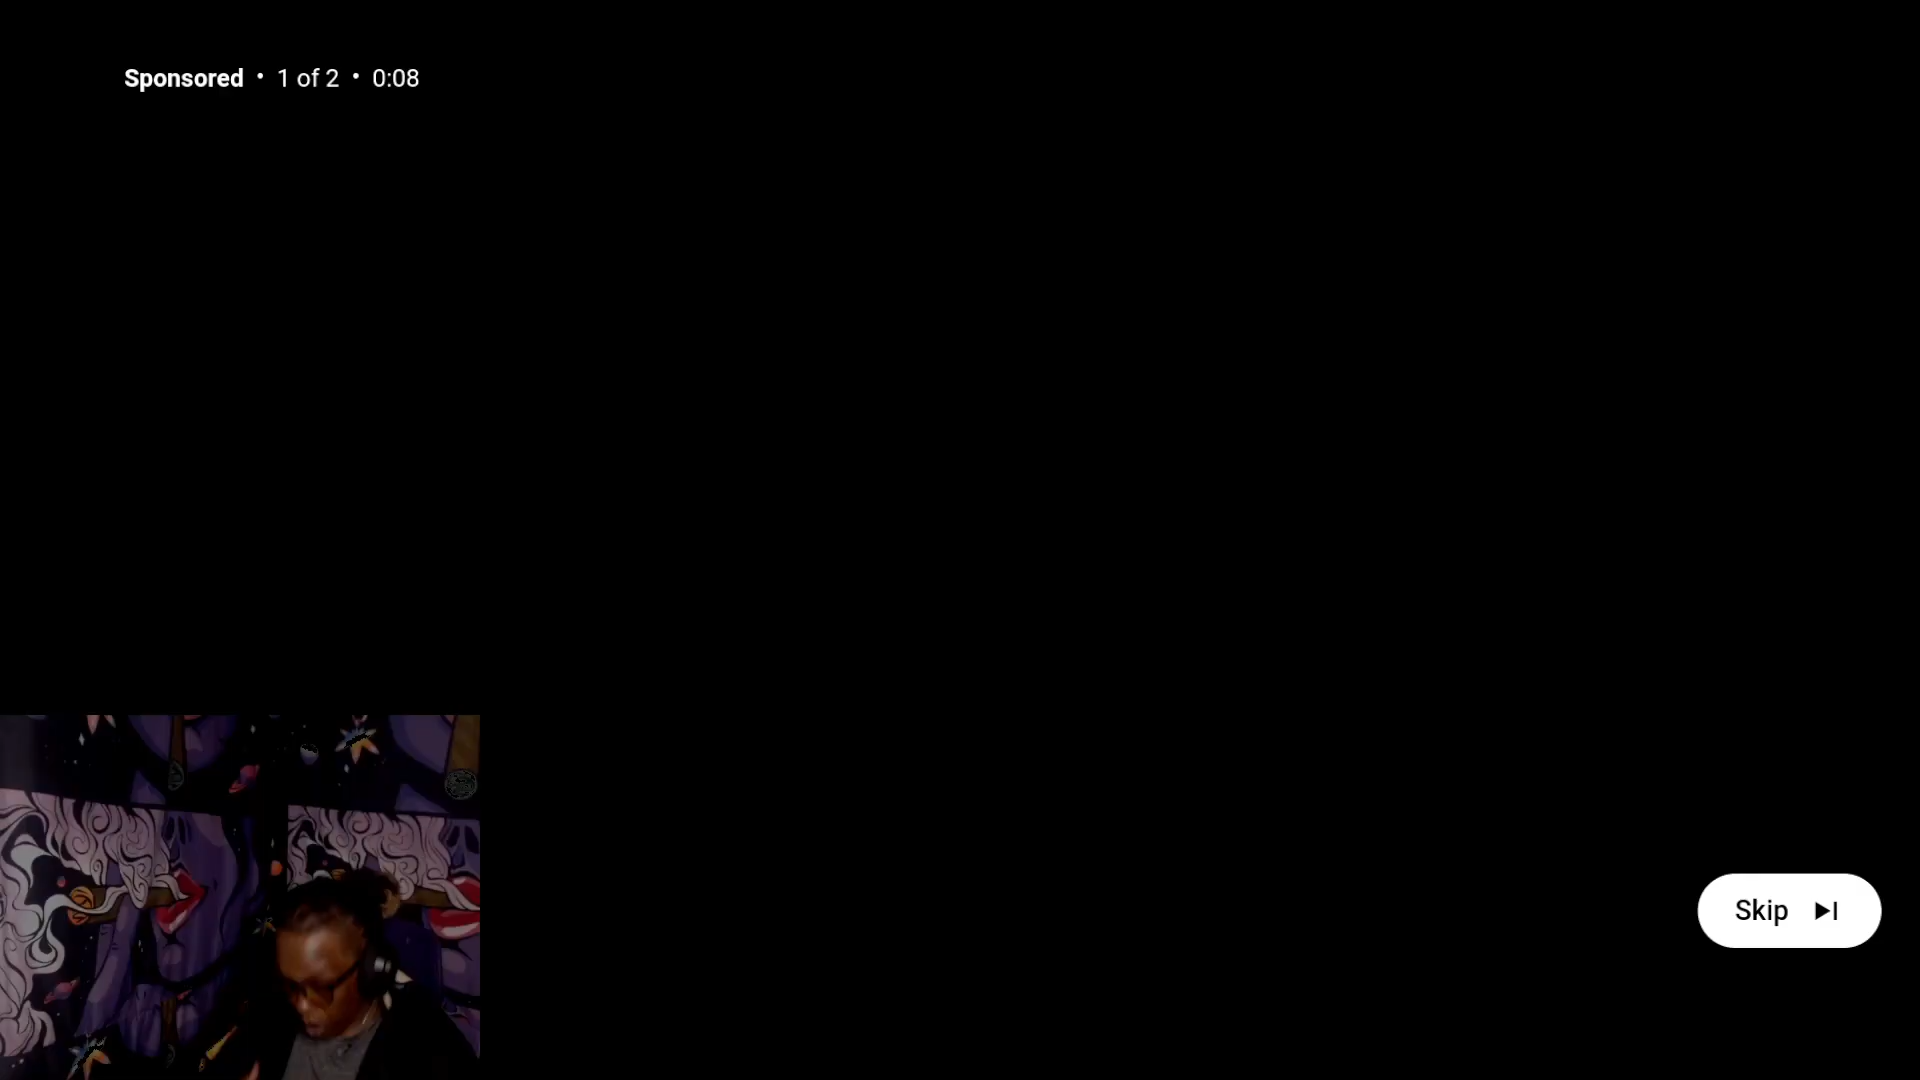 Sponsored • 1 of 2 • 0:08
Skip